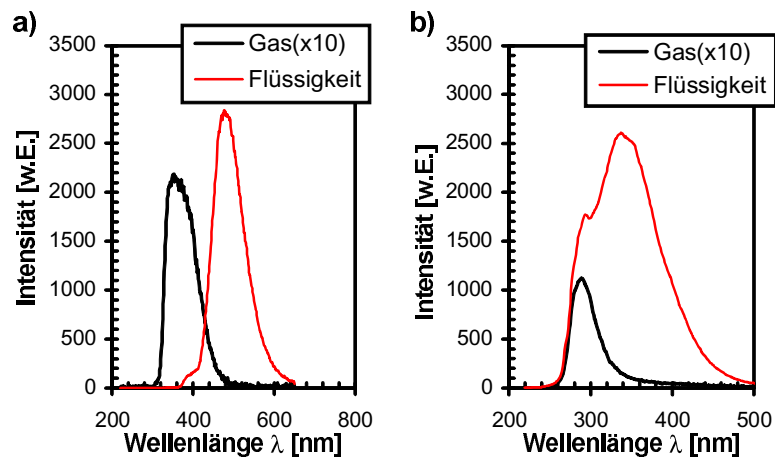 a)
Gas(x10)
Flüssigkeit
Intensität [w.E.]
3500
3000
2500
2000
1500
1000
500
0
200 400 600 800
Wellenlänge λ [nm]
b)
Gas(x10)
Flüssigkeit
Intensität [w.E.]
3500
3000
2500
2000
1500
1000
500
0
200 300 400 500
Wellenlänge λ [nm]